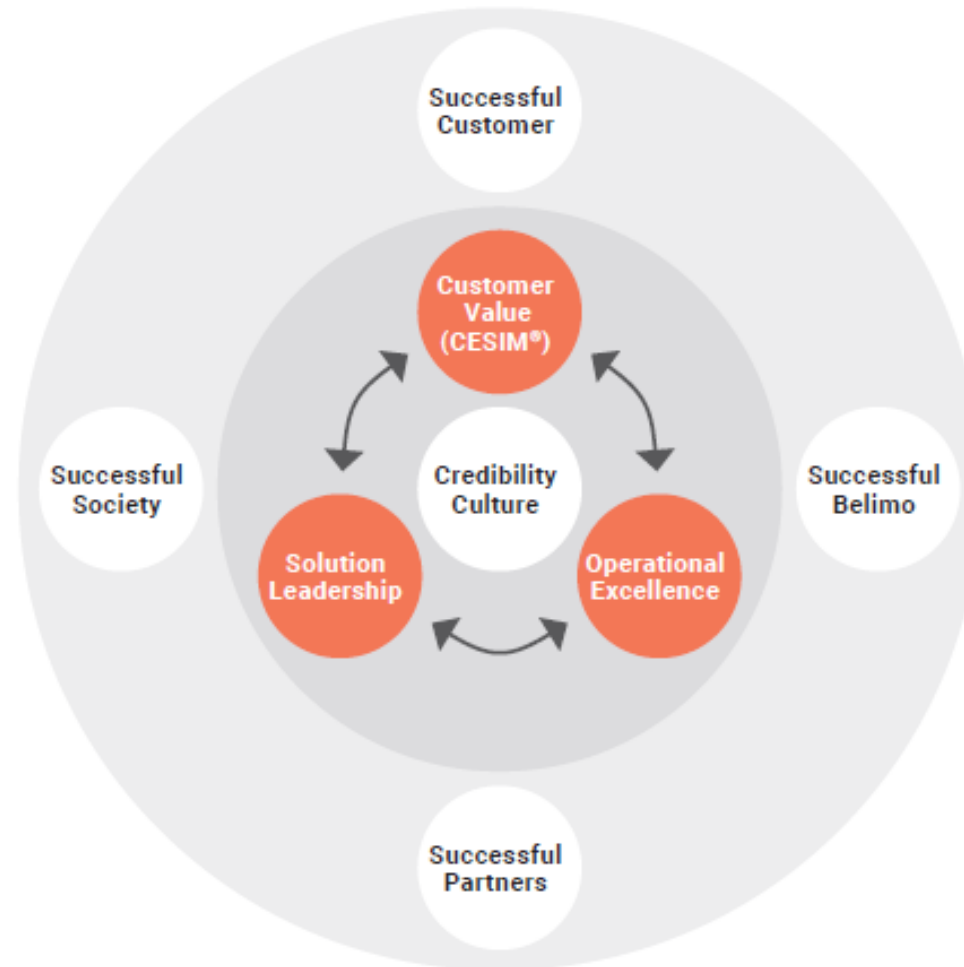 Successful
Customer
Customer
Value
(CESIM®)
Successful
Society
Credibility
Culture
Successful
Belimo
Solution
Leadership
Operational
Excellence
Successful
Partners